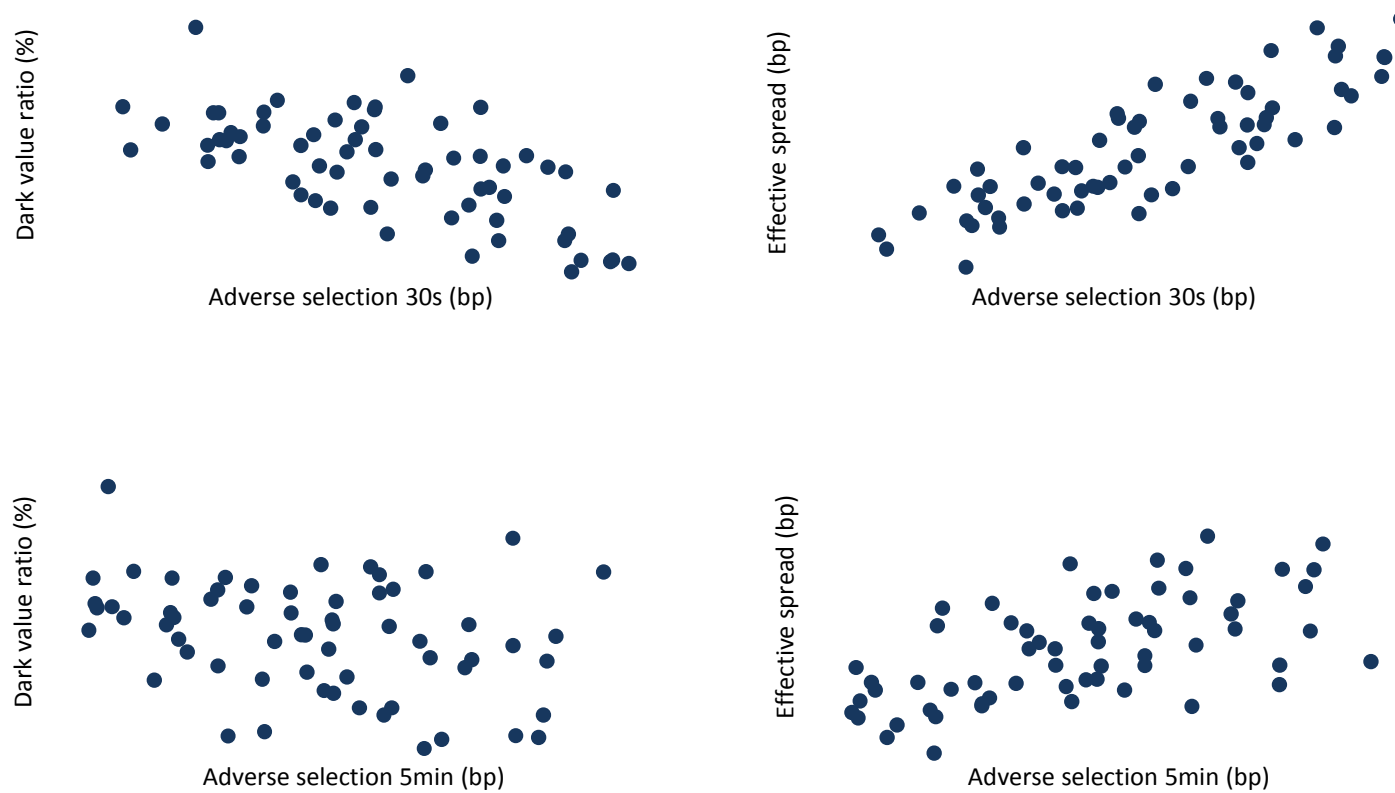 Dark value ratio (%)
Adverse selection 30s (bp)
Effective spread (bp)
Adverse selection 30s (bp)
Dark value ratio (%)
Adverse selection 5min (bp)
Effective spread (bp)
Adverse selection 5min (bp)